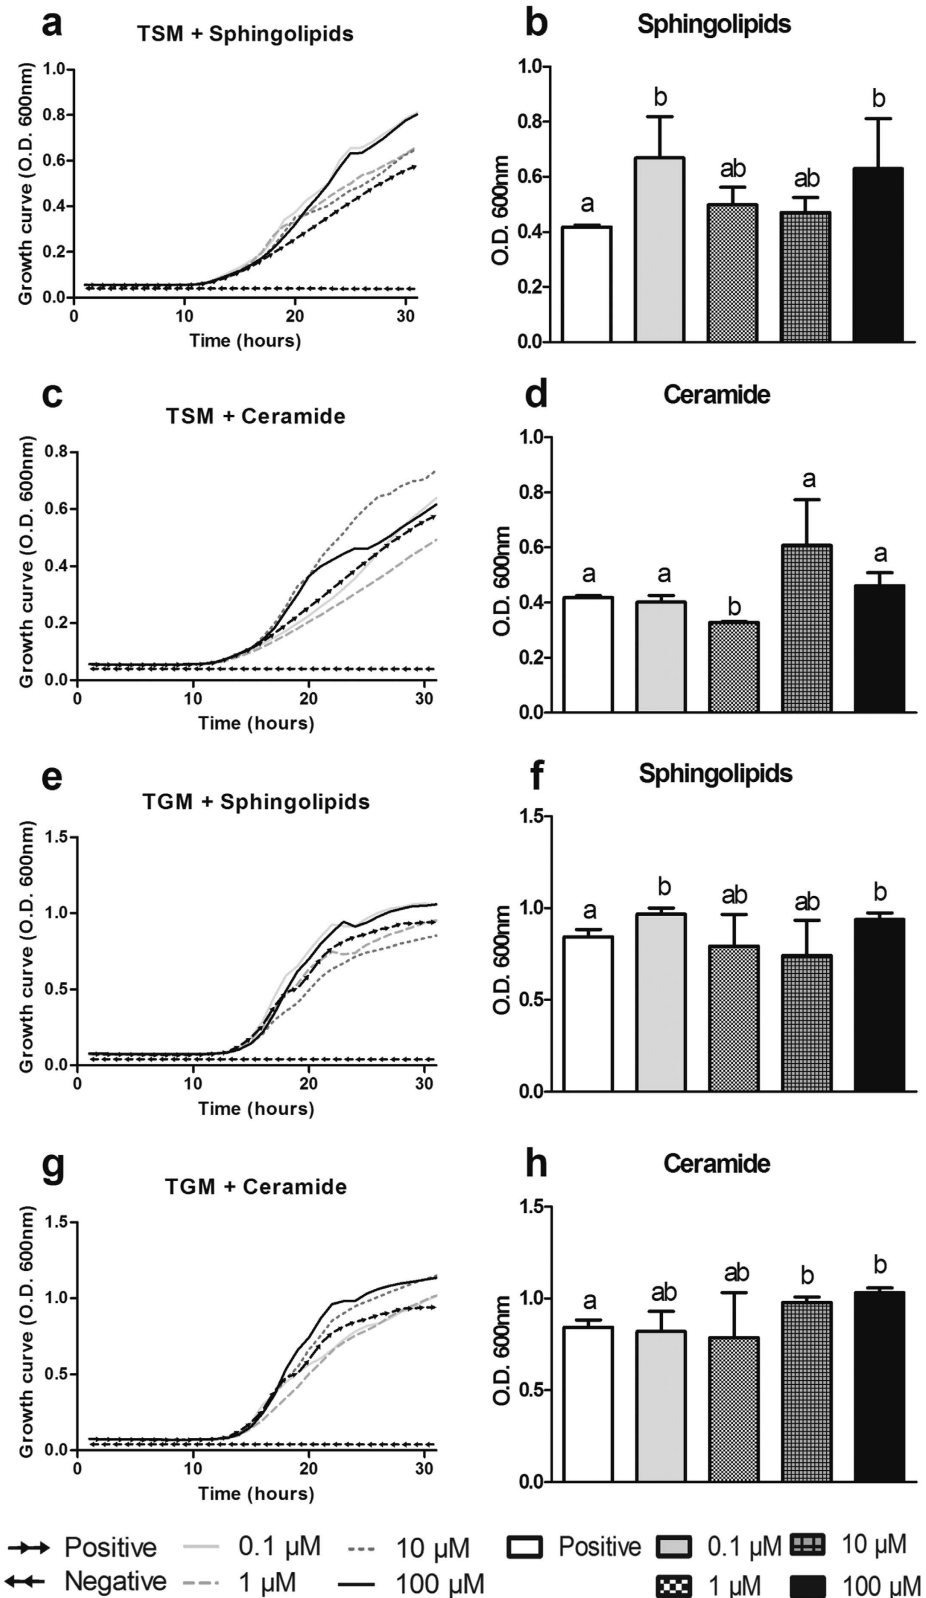 a
TSM + Sphingolipids
Growth curve (O.D. 600nm)
1.0
0.8
0.6
0.4
0.2
0.0
0 10 20 30
Time (hours)
b
Sphingolipids
O.D. 600nm
1.0
0.8
0.6
0.4
0.2
0.0
a b ab ab b
c
TSM + Ceramide
Growth curve (O.D. 600nm)
0.8
0.6
0.4
0.2
0.0
0 10 20 30
Time (hours)
d
Ceramide
O.D. 600nm
1.0
0.8
0.6
0.4
0.2
0.0
a a b a a
e
TGM + Sphingolipids
Growth curve (O.D. 600nm)
1.5
1.0
0.5
0.0
0 10 20 30
Time (hours)
f
Sphingolipids
O.D. 600nm
1.5
1.0
0.5
0.0
a b ab ab b
g
TGM + Ceramide
Growth curve (O.D. 600nm)
1.5
1.0
0.5
0.0
0 10 20 30
Time (hours)
h
Ceramide
O.D. 600nm
1.5
1.0
0.5
0.0
a ab ab b b
Positive 0.1 µM 10 µM Positive 0.1 µM 10 µM
Negative 1 µM 100 µM 1 µM 100 µM